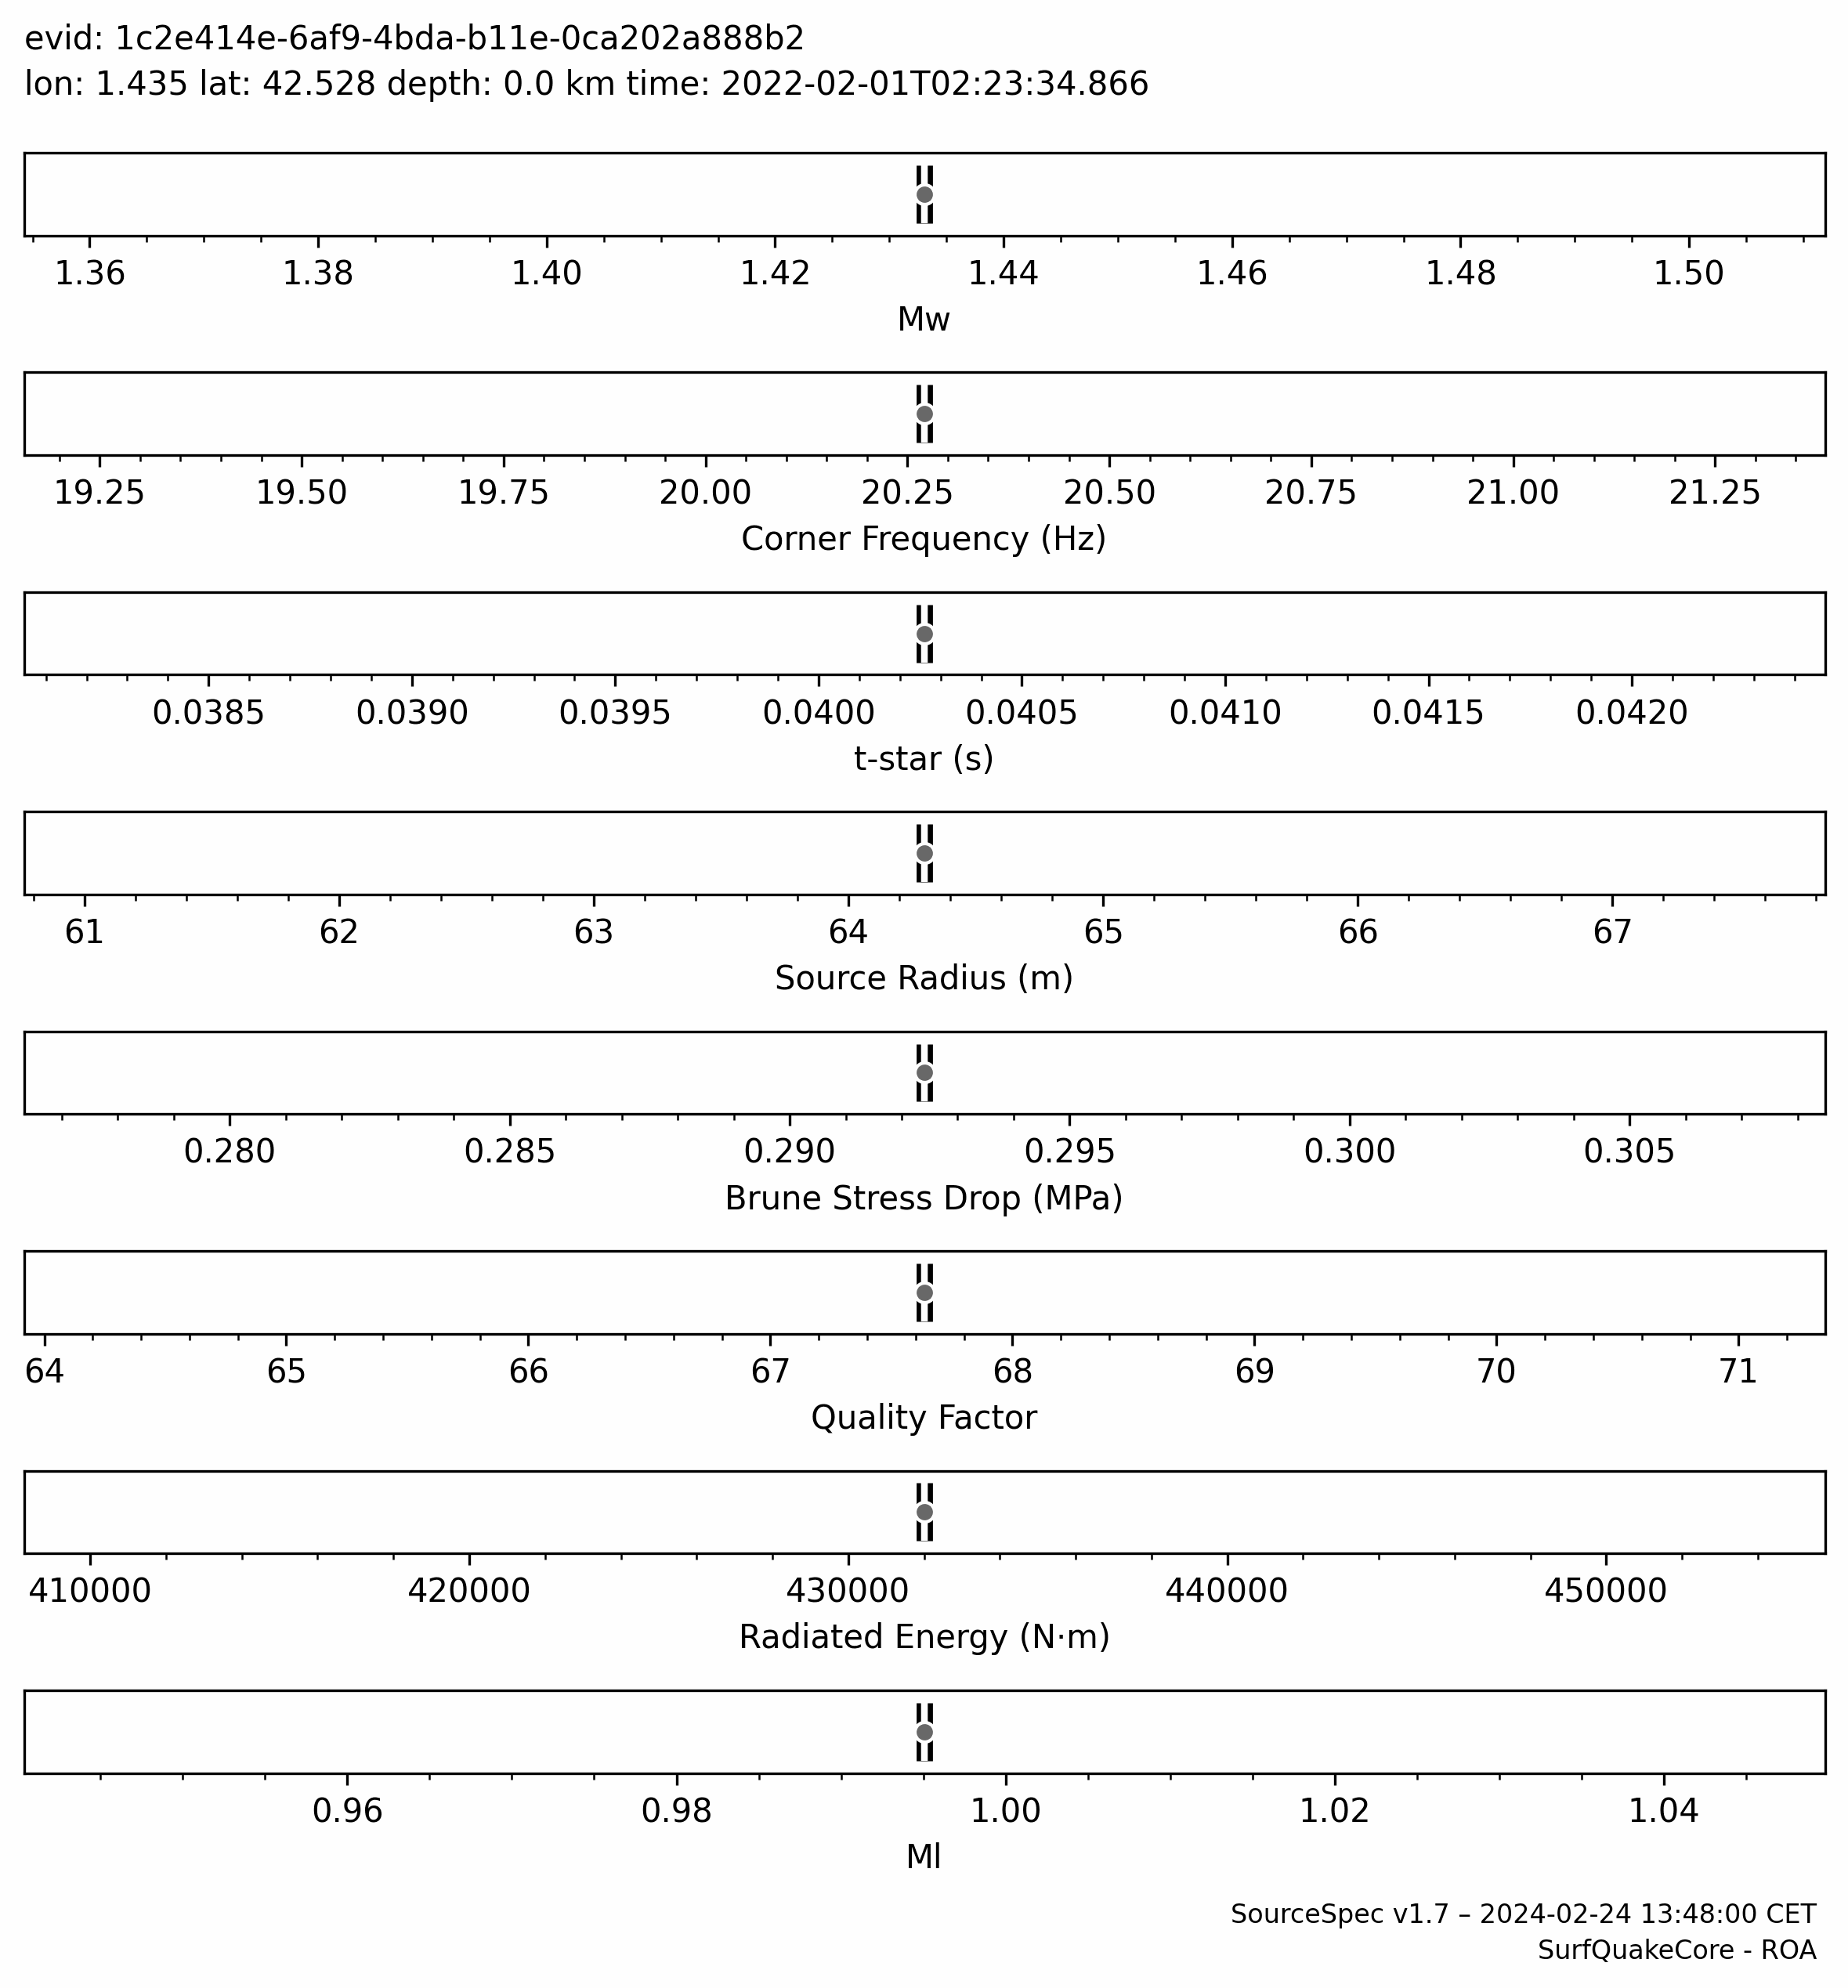 evid: 1c2e414e-6af9-4bda-b11e-0ca202a888b2
lon: 1.435 lat: 42.528 depth: 0.0 km time: 2022-02-01T02:23:34.866
1.36 1.38 1.40 1.42 1.44 1.46 1.48 1.50
Mw
19.25 19.50 19.75 20.00 20.25 20.50 20.75 21.00 21.25
Corner Frequency (Hz)
0.0385 0.0390 0.0395 0.0400 0.0405 0.0410 0.0415 0.0420
t-star (s)
61 62 63 64 65 66 67
Source Radius (m)
0.280 0.285 0.290 0.295 0.300 0.305
Brune Stress Drop (MPa)
64 65 66 67 68 69 70 71
Quality Factor
410000 420000 430000 440000 450000
Radiated Energy (N·m)
0.96 0.98 1.00 1.02 1.04
Ml
SourceSpec v1.7 – 2024-02-24 13:48:00 CET
SurfQuakeCore - ROA